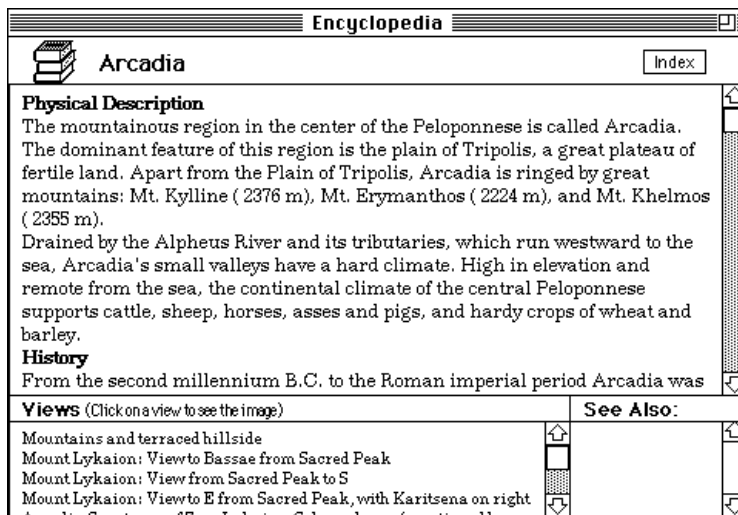 Encyclopedia
Arcadia
Index
Physical Description
The mountainous region in the center of the Peloponnese is called Arcadia.
The dominant feature of this region is the plain of Tripolis, a great plateau of
fertile land. Apart from the Plain of Tripolis, Arcadia is ringed by great
mountains: Mt. Kylline ( 2376 m), Mt. Erymanthos ( 2224 m), and Mt. Khelmos
( 2355 m).
Drained by the Alpheus River and its tributaries, which run westward to the
sea, Arcadia's small valleys have a hard climate. High in elevation and
remote from the sea, the continental climate of the central Peloponnese
supports cattle, sheep, horses, asses and pigs, and hardy crops of wheat and
barley.
History
From the second millennium B.C. to the Roman imperial period Arcadia was
Views (Click on a view to see the image)
See Also:
Mountains and terraced hillside
Mount Lykaion: View to Bassae from Sacred Peak
Mount Lykaion: View from Sacred Peak to S
Mount Lykaion: View to E from Sacred Peak, with Karitsena on right